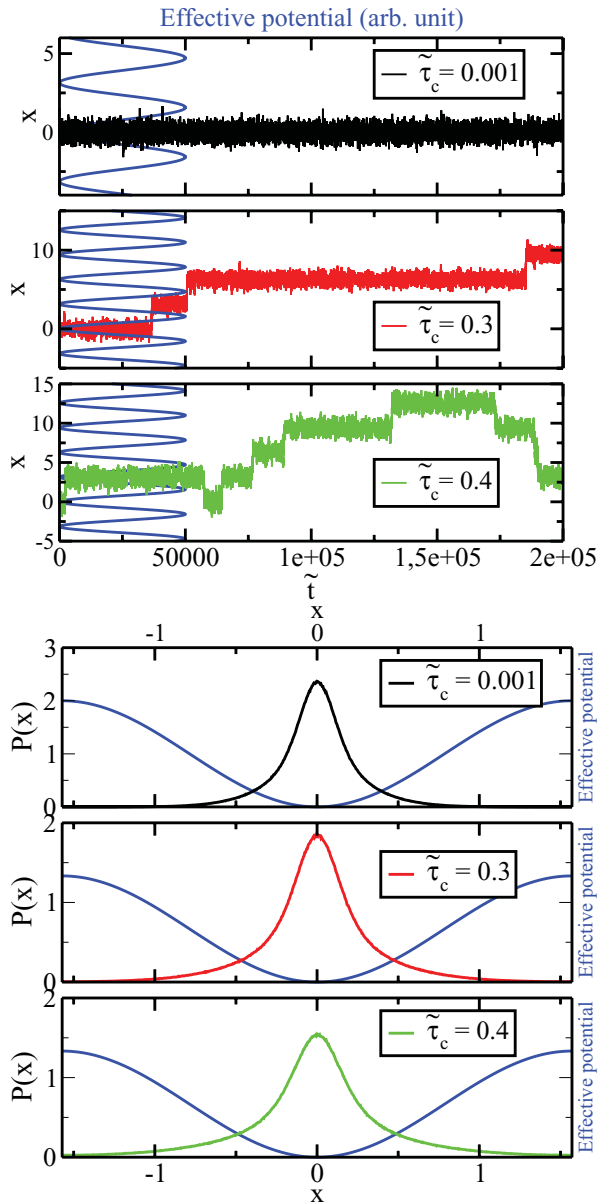 Effective potential (arb. unit)
5
0
x
τ̃c = 0.001
10
0
x
τ̃c = 0.3
15
10
5
0
-5
x
τ̃c = 0.4
0 50000 1e+05 1,5e+05 2e+05
t̃
x
-1 0 1
3
2
1
0
P(x)
τ̃c = 0.001
Effective potential
2
1
0
P(x)
τ̃c = 0.3
Effective potential
2
1
0
P(x)
τ̃c = 0.4
Effective potential
-1 0 1
x